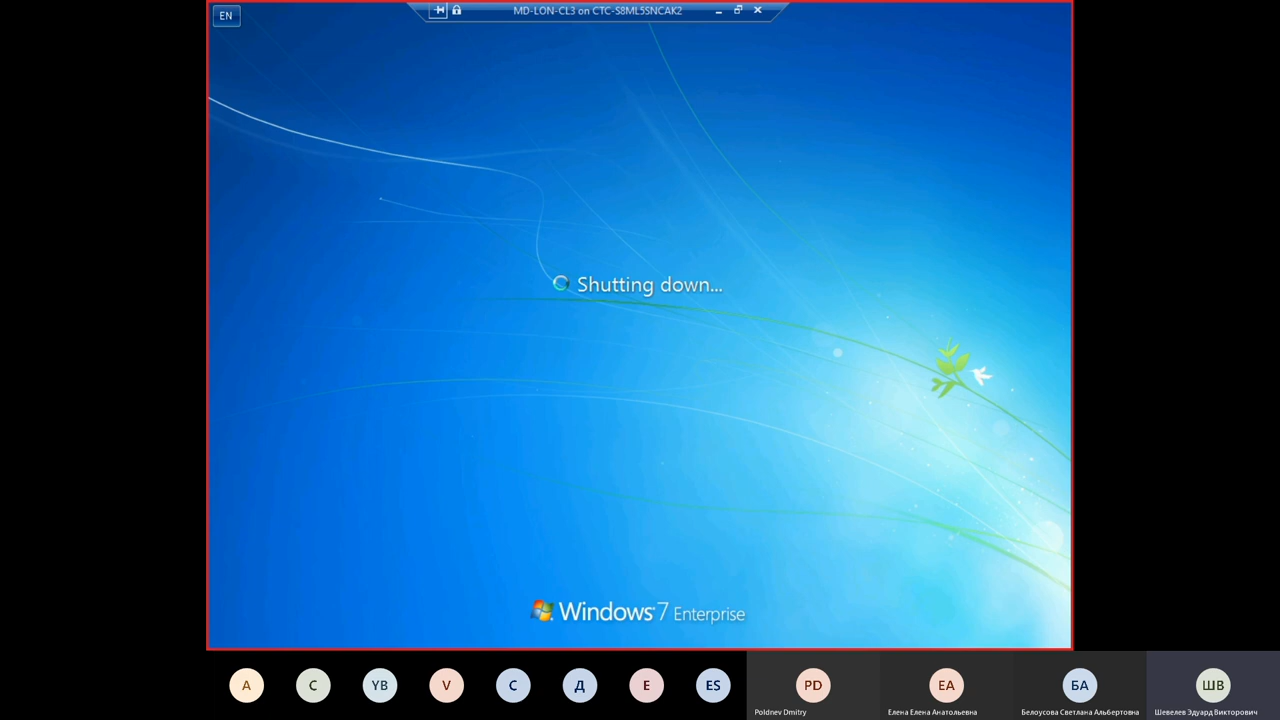 EN
MD-LON-CL3 on CTC-S8ML5SNCAK2
Shutting down...
Windows 7 Enterprise
A
C
YB
V
C
Д
E
ES
PD
EA
БА
ШВ
Poldnev Dmitry
Елена Елена Анатольевна
Белоусова Светлана Альбертовна
Шевелев Эдуард Викторович